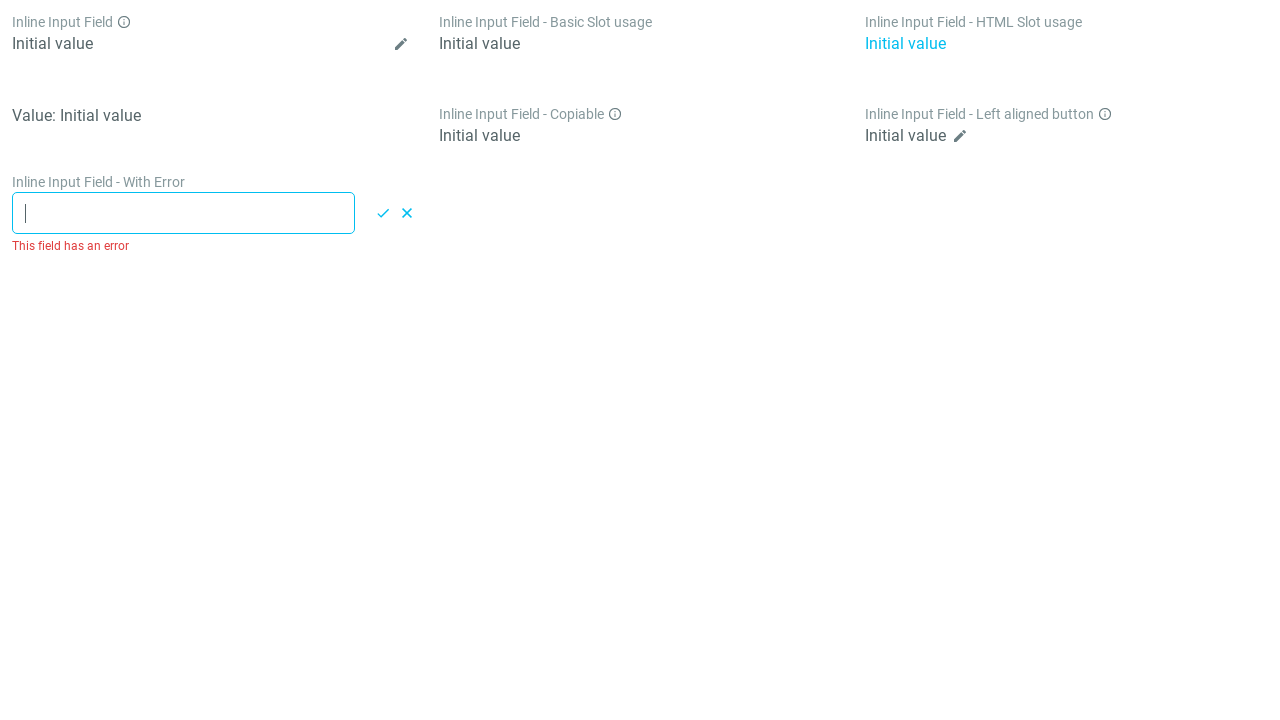 Inline Input Field
Initial value
Inline Input Field - Basic Slot usage
Initial value
Inline Input Field - HTML Slot usage
Initial value
Value: Initial value
Inline Input Field - Copiable
Initial value
Inline Input Field - Left aligned button
Initial value
Inline Input Field - With Error
This field has an error